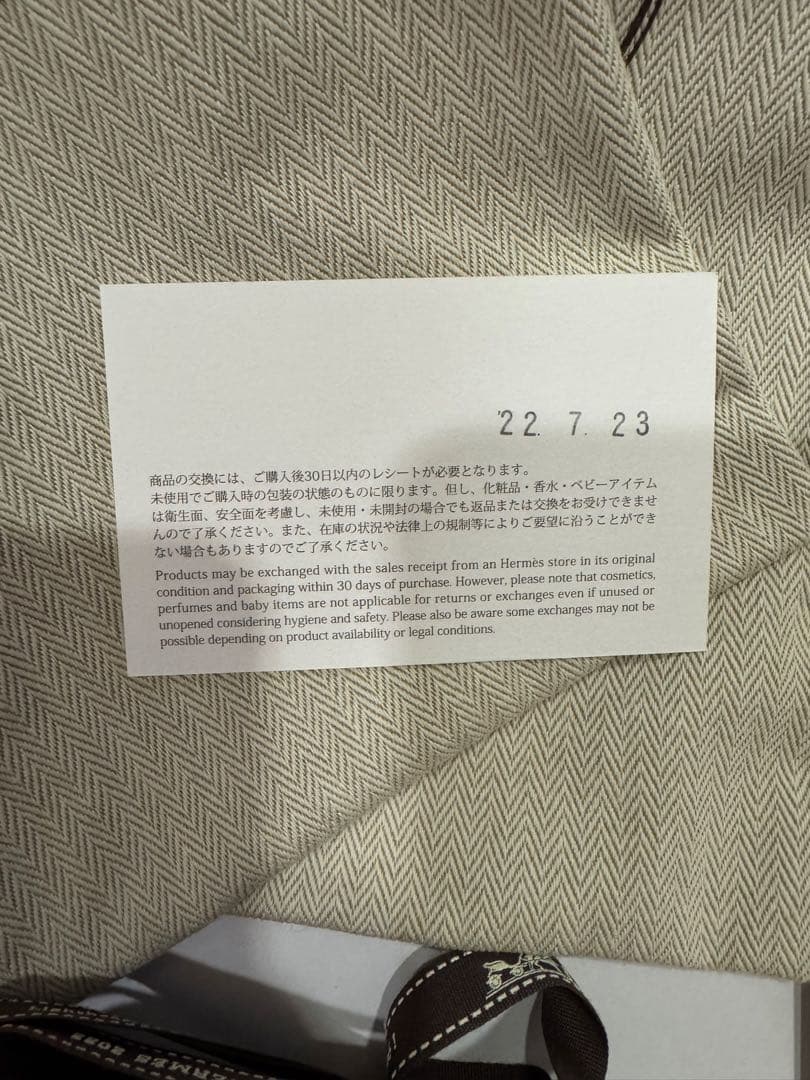 '22. 7. 23
商品の交換には、ご購入後30日以内のレシートが必要となります。
未使用でご購入時の包装の状態のものに限ります。但し、化粧品・香水・ベビーアイテム
は衛生面、安全面を考慮し、未使用・未開封の場合でも返品または交換をお受けできませ
んので了承ください。また、在庫の状況や法律上の規制等によりご要望に沿うことができ
ない場合もありますのでご了承ください。
Products may be exchanged with the sales receipt from an Hermès store in its original
condition and packaging within 30 days of purchase. However, please note that cosmetics,
perfumes and baby items are not applicable for returns or exchanges even if unused or
unopened considering hygiene and safety. Please also be aware some exchanges may not be
possible depending on product availability or legal conditions.